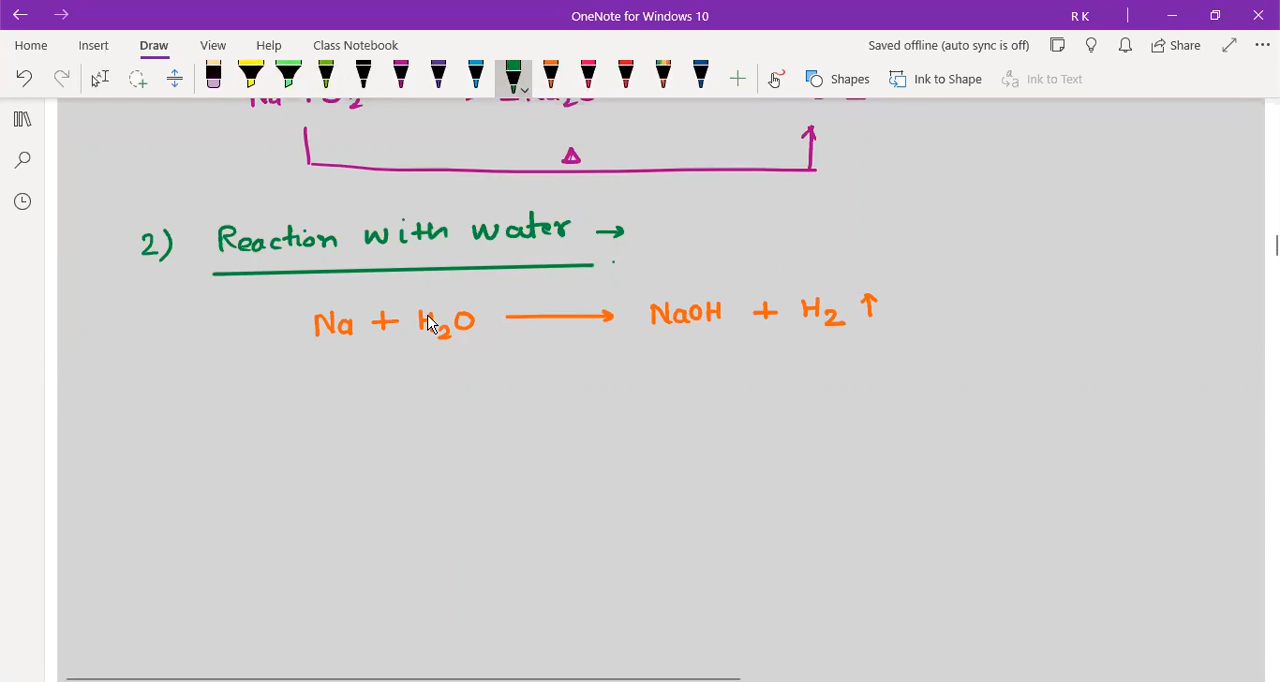 OneNote for Windows 10
R K
Home Insert Draw View Help Class Notebook
Saved offline (auto sync is off) Share
Shapes Ink to Shape Ink to Text
Δ
2) Reaction with water →
Na + H₂O ⟶ NaOH + H₂ ↑